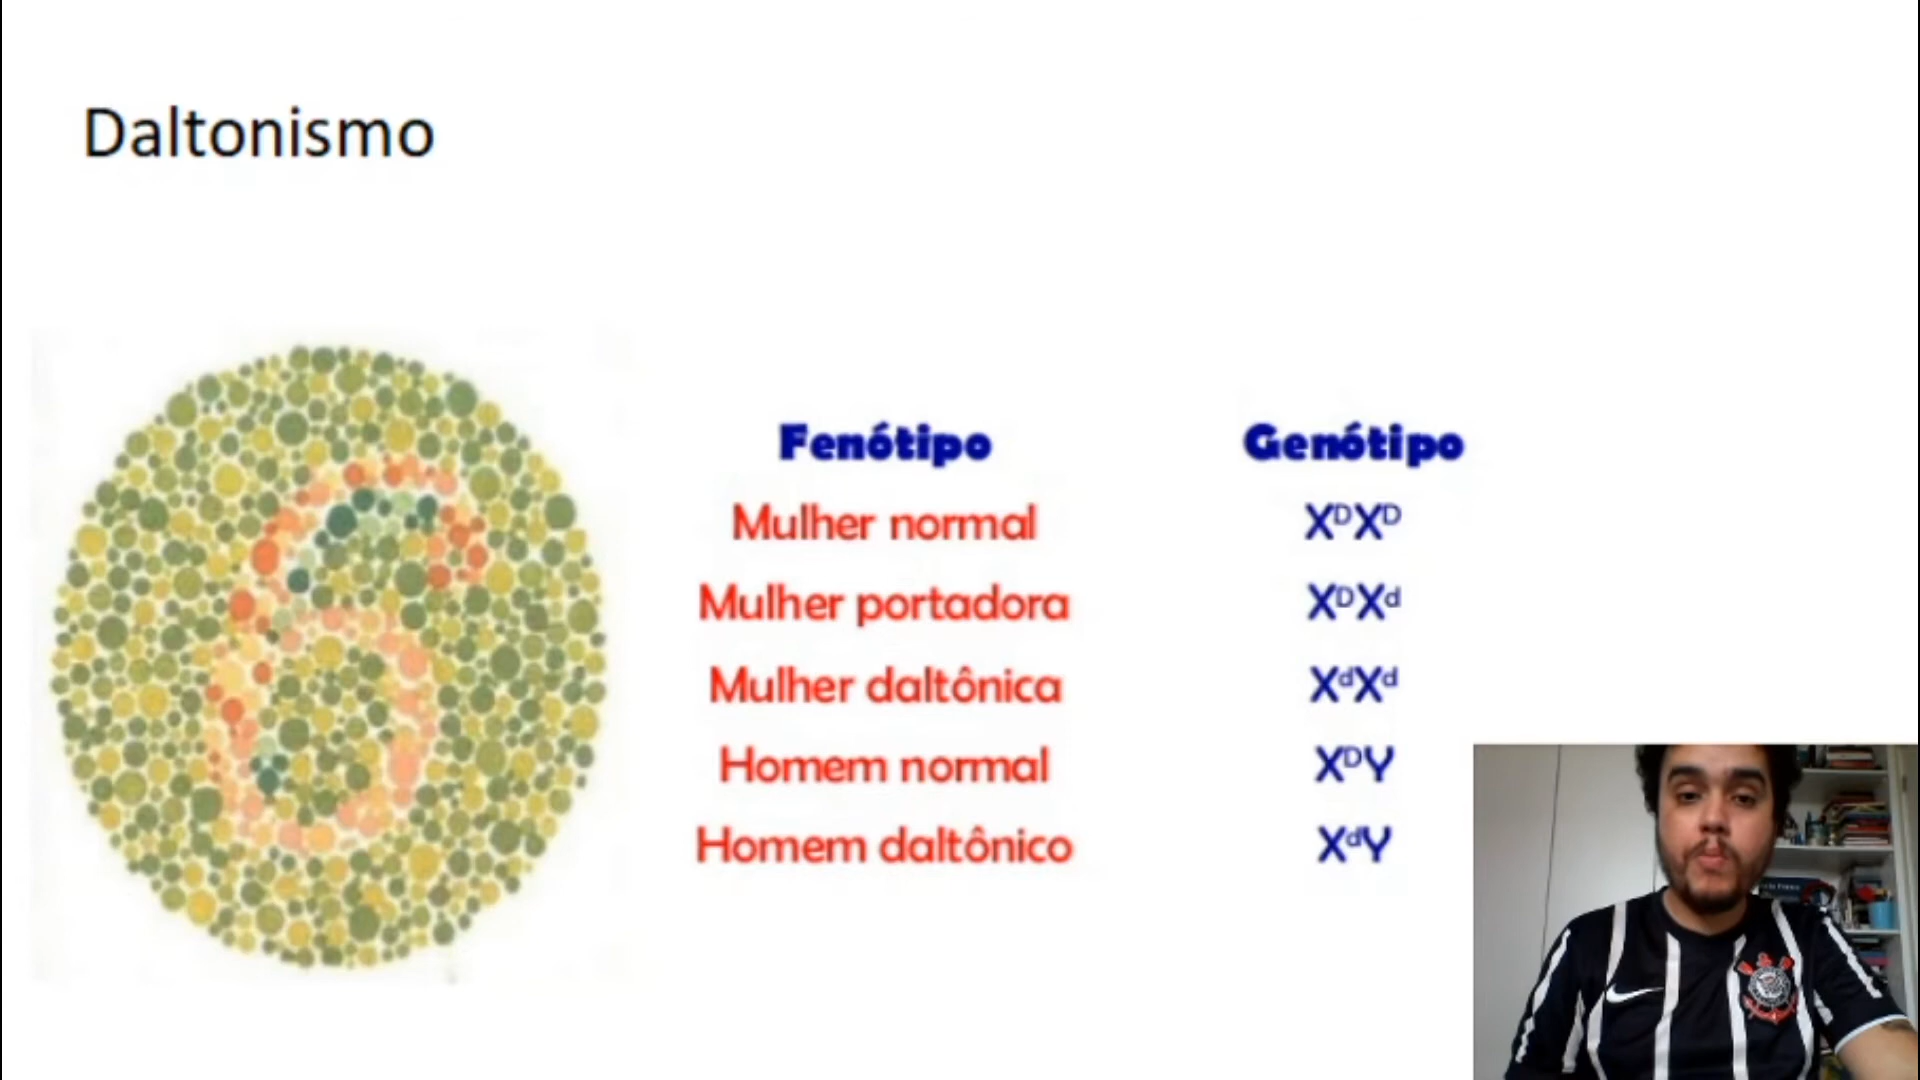 Daltonismo
Fenótipo Genótipo
Mulher normal XᴰXᴰ
Mulher portadora XᴰXᵈ
Mulher daltônica XᵈXᵈ
Homem normal XᴰY
Homem daltônico XᵈY